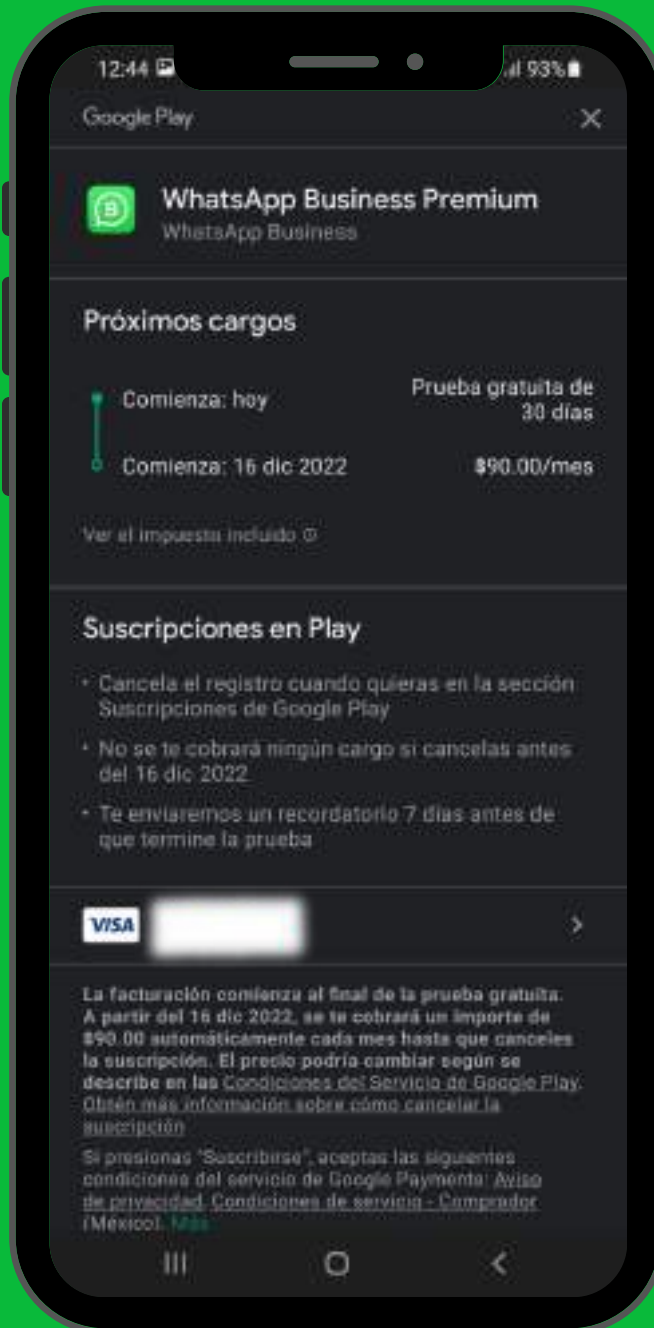 12:44
93%
Google Play
WhatsApp Business Premium
WhatsApp Business
Próximos cargos
Comienza: hoy
Prueba gratuita de
30 días
Comienza: 16 dic 2022
$90.00/mes
Ver el impuesto incluido
Suscripciones en Play
• Cancela el registro cuando quieras en la sección
Suscripciones de Google Play
• No se te cobrará ningún cargo si cancelas antes
del 16 dic 2022
• Te enviaremos un recordatorio 7 días antes de
que termine la prueba
VISA
La facturación comienza al final de la prueba gratuita.
A partir del 16 dic 2022, se te cobrará un importe de
$90.00 automáticamente cada mes hasta que canceles
la suscripción. El precio podría cambiar según se
describe en las Condiciones del Servicio de Google Play.
Obtén más información sobre cómo cancelar la
suscripción
Si presionas "Suscribirse", aceptas las siguientes
condiciones del servicio de Google Payments: Aviso
de privacidad, Condiciones de servicio - Comprador
(México). Más